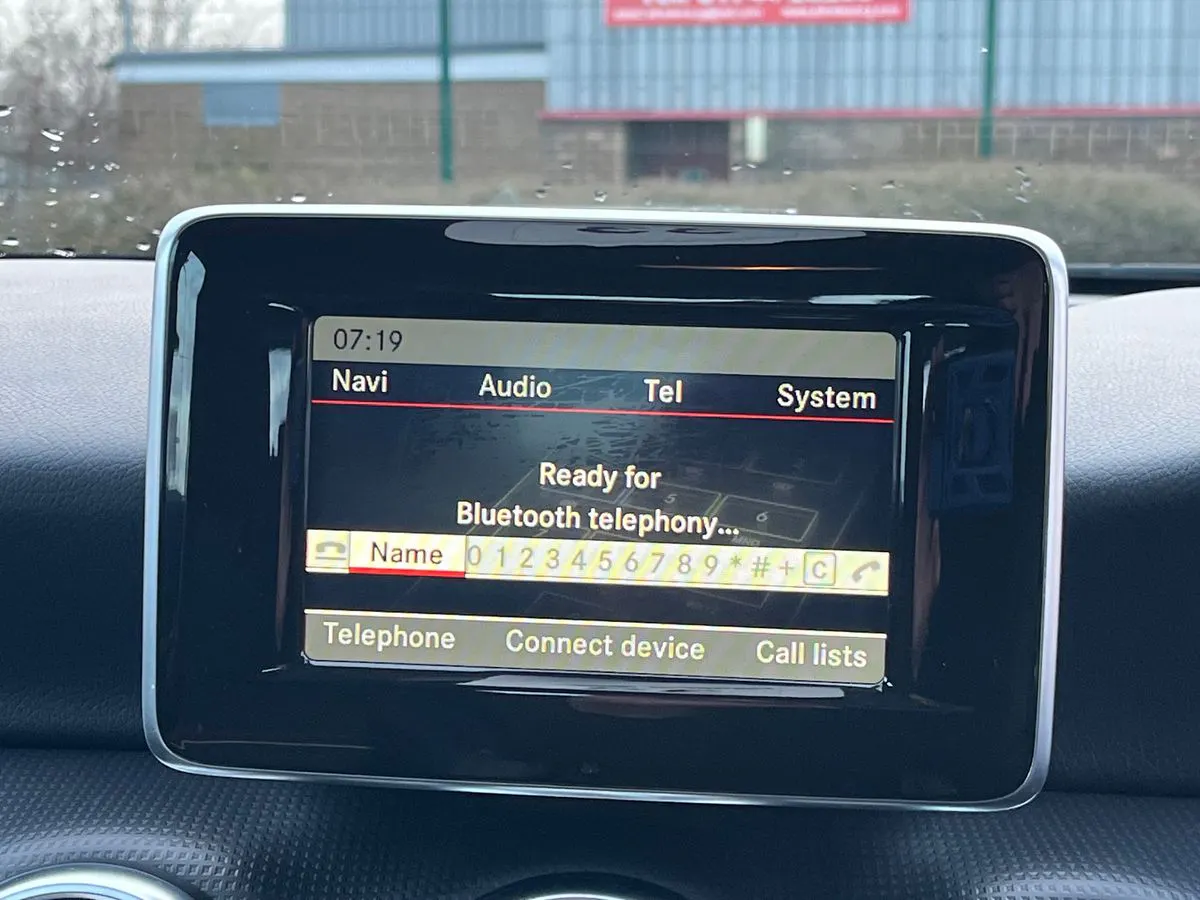 07:19
Navi Audio Tel System
Ready for
Bluetooth telephony...
Name 0 1 2 3 4 5 6 7 8 9 * # + C
Telephone Connect device Call lists